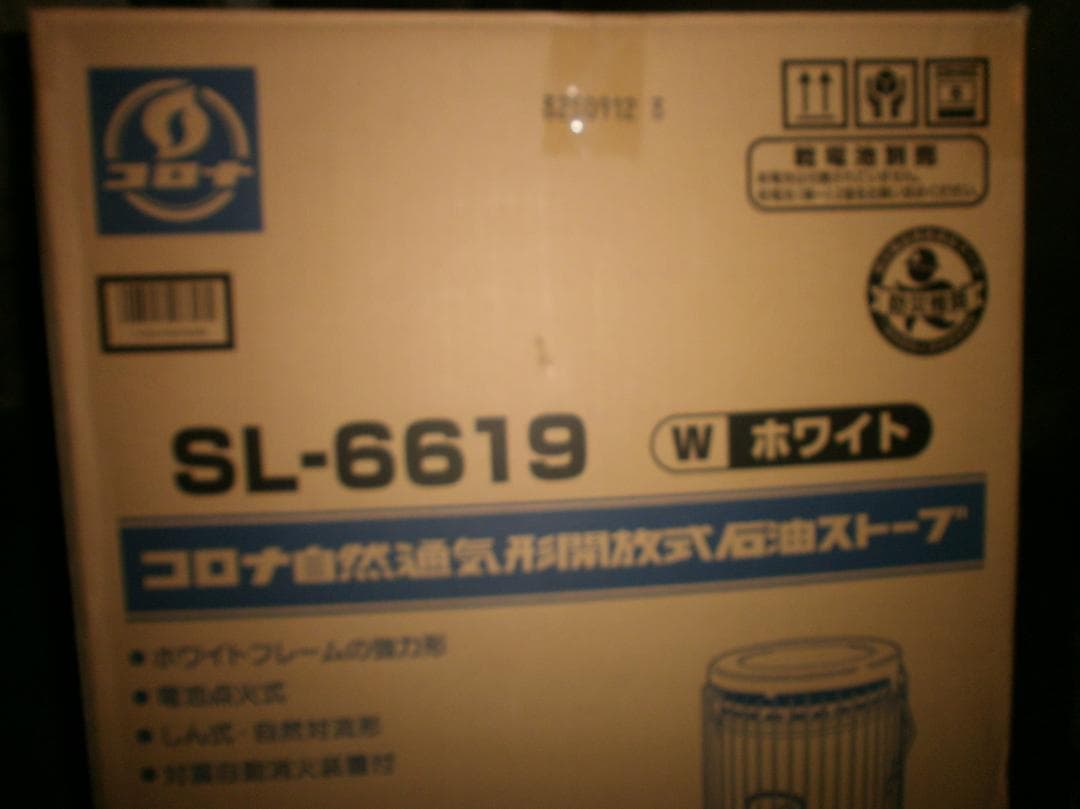 コロナ
乾電池別売
SL-6619
W ホワイト
コロナ自然通気形開放式石油ストーブ
● ホワイトフレームの強力形
● 電池点火式
● しん式・自然対流形
● 対震自動消火装置付